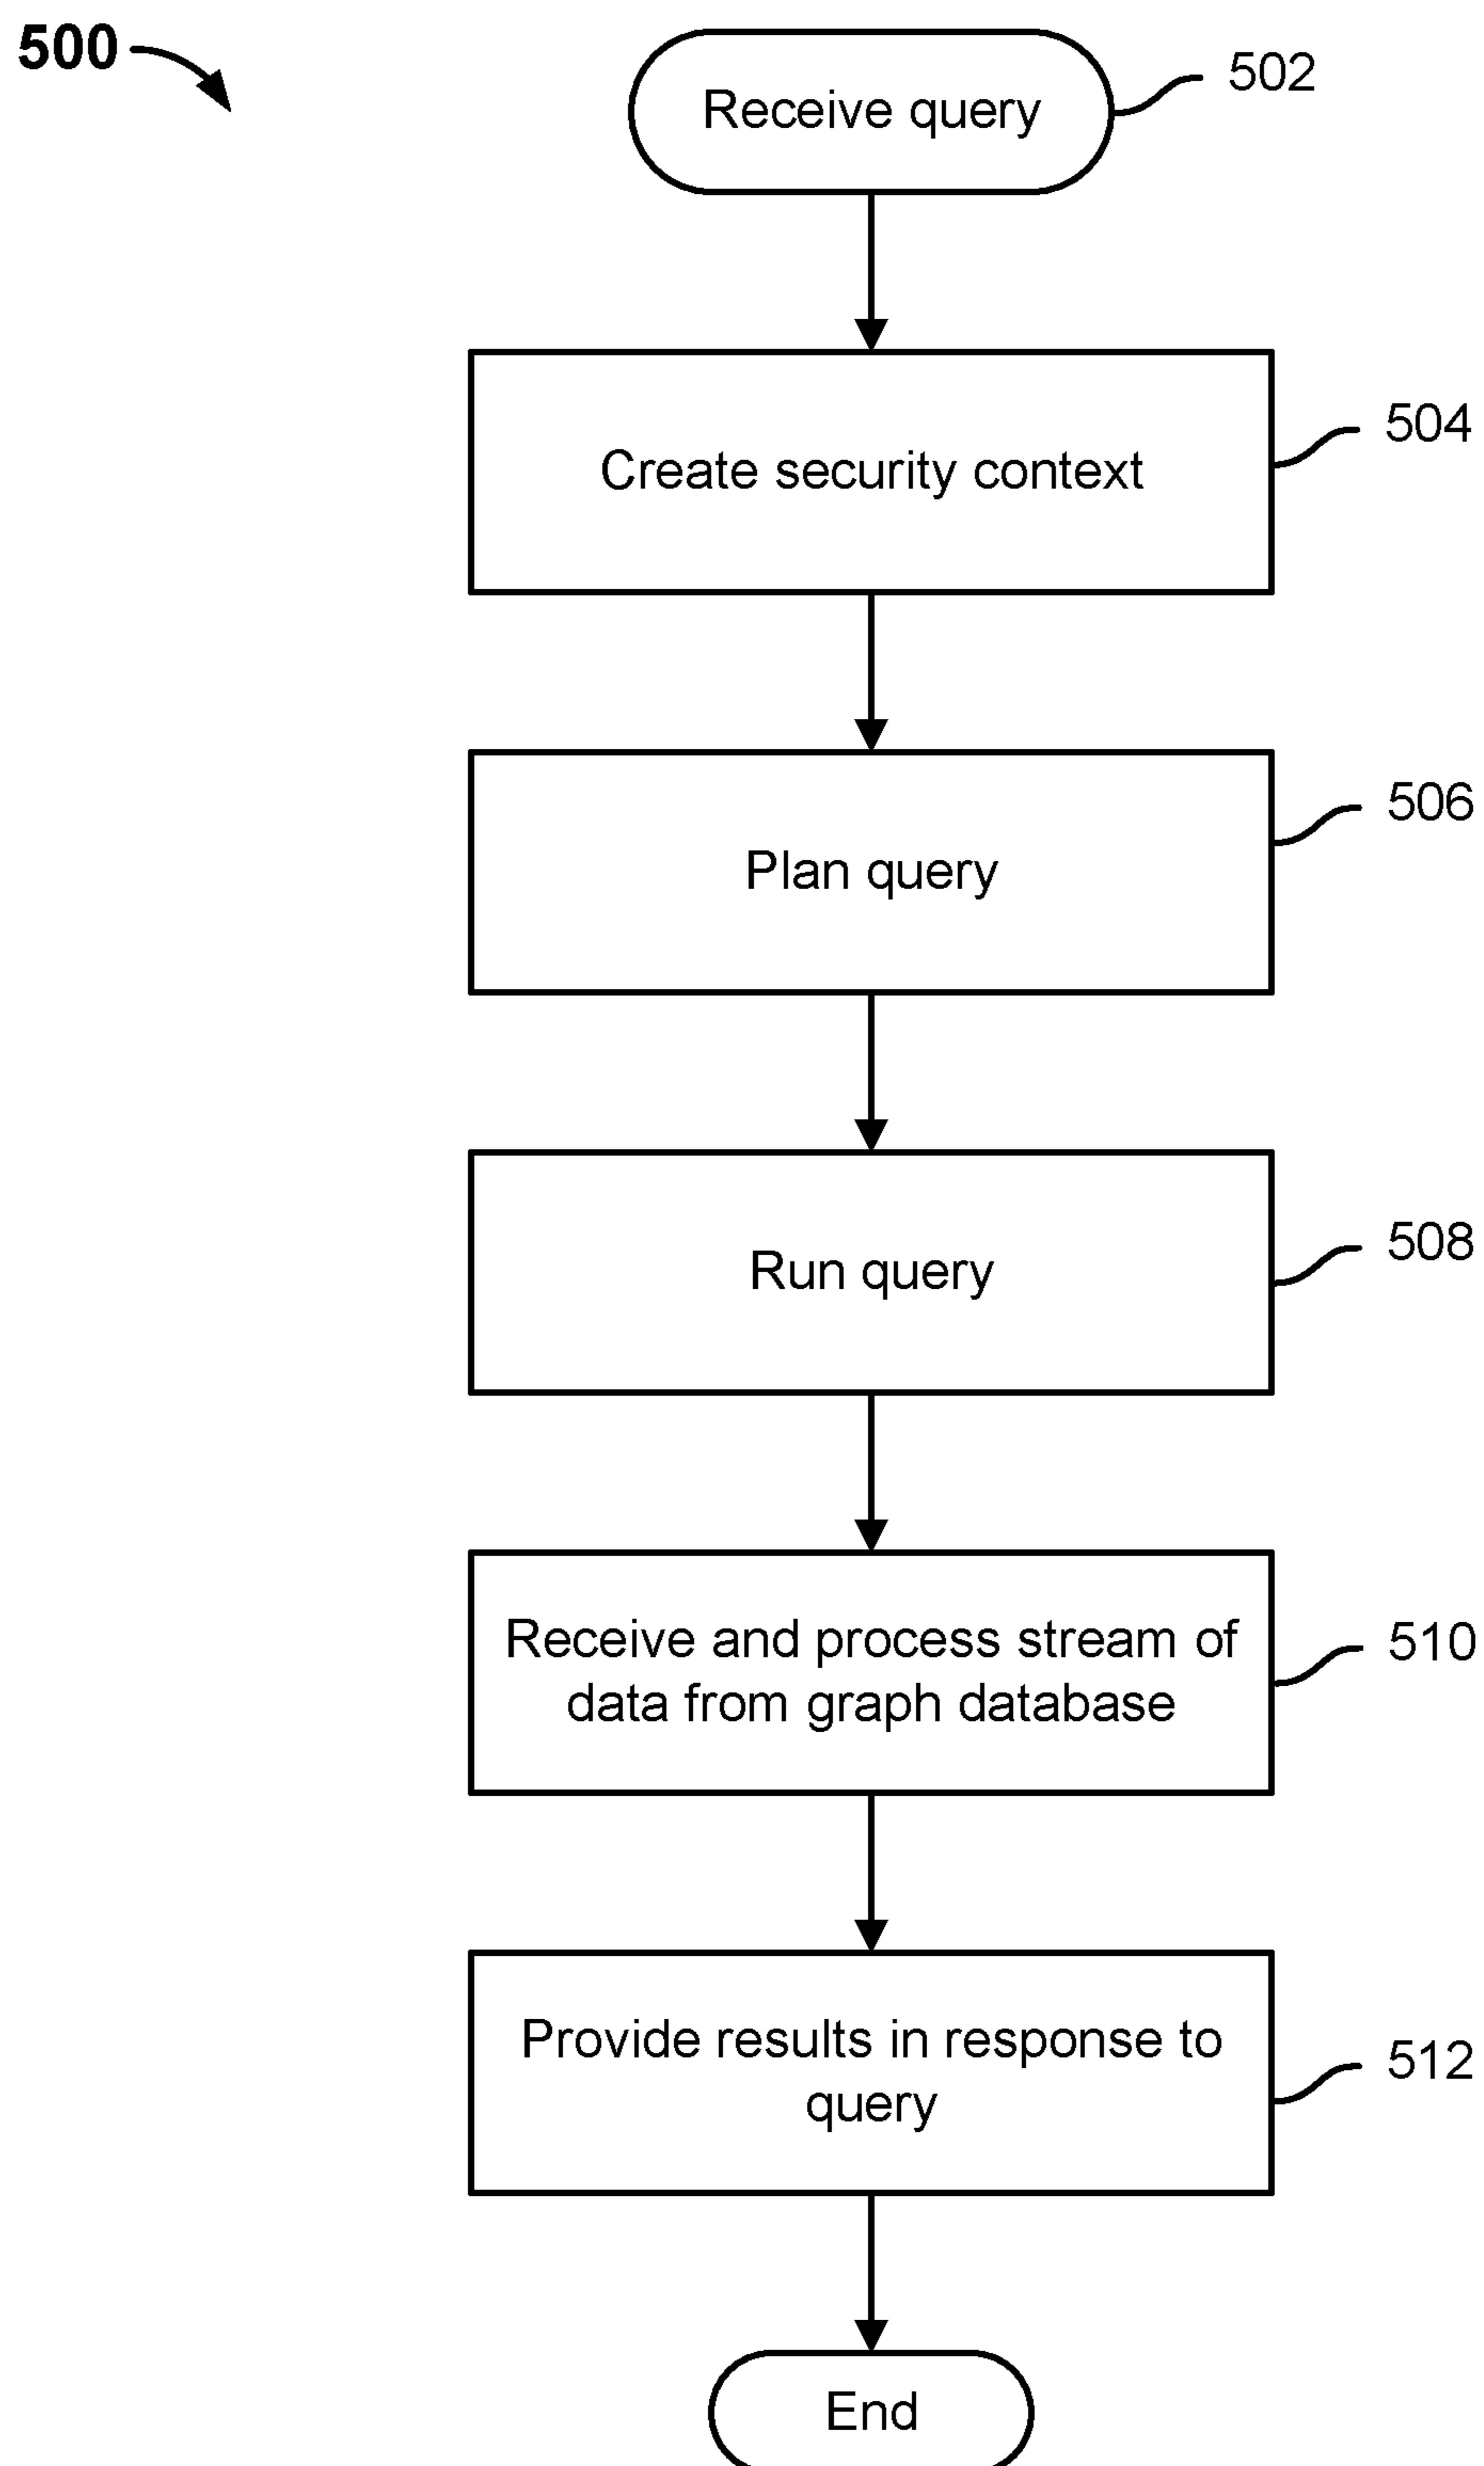 500
Receive query
502
Create security context
504
Plan query
506
Run query
508
Receive and process stream of
data from graph database
510
Provide results in response to
query
512
End